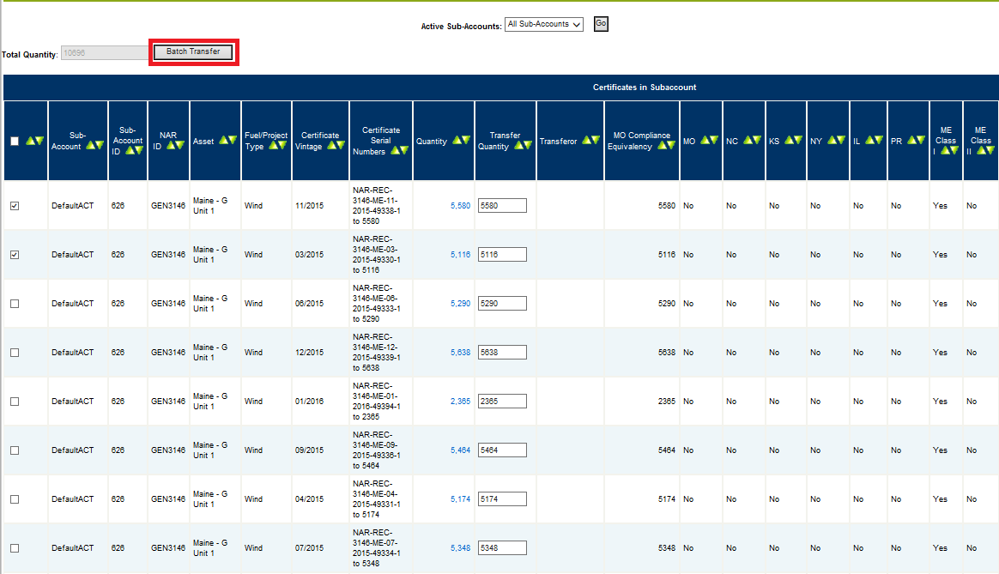 Active Sub-Accounts: All Sub-Accounts Go
Total Quantity: 10696 Batch Transfer
Certificates in Subaccount
Sub-Account
Sub-Account ID
NAR ID
Asset
Fuel/Project Type
Certificate Vintage
Certificate Serial Numbers
Quantity
Transfer Quantity
Transferor
MO Compliance Equivalency
MO
NC
KS
NY
IL
PR
ME Class I
ME Class II
DefaultACT 626 GEN3146 Maine - G Unit 1 Wind 11/2015 NAR-REC-3146-ME-11-2015-49338-1 to 5580 5,580 5580 5580 No No No No No No Yes No
DefaultACT 626 GEN3146 Maine - G Unit 1 Wind 03/2015 NAR-REC-3146-ME-03-2015-49330-1 to 5116 5,116 5116 5116 No No No No No No Yes No
DefaultACT 626 GEN3146 Maine - G Unit 1 Wind 06/2015 NAR-REC-3146-ME-06-2015-49333-1 to 5290 5,290 5290 5290 No No No No No No Yes No
DefaultACT 626 GEN3146 Maine - G Unit 1 Wind 12/2015 NAR-REC-3146-ME-12-2015-49339-1 to 5638 5,638 5638 5638 No No No No No No Yes No
DefaultACT 626 GEN3146 Maine - G Unit 1 Wind 01/2016 NAR-REC-3146-ME-01-2016-49394-1 to 2365 2,365 2365 2365 No No No No No No Yes No
DefaultACT 626 GEN3146 Maine - G Unit 1 Wind 09/2015 NAR-REC-3146-ME-09-2015-49336-1 to 5464 5,464 5464 5464 No No No No No No Yes No
DefaultACT 626 GEN3146 Maine - G Unit 1 Wind 04/2015 NAR-REC-3146-ME-04-2015-49331-1 to 5174 5,174 5174 5174 No No No No No No Yes No
DefaultACT 626 GEN3146 Maine - G Unit 1 Wind 07/2015 NAR-REC-3146-ME-07-2015-49334-1 to 5348 5,348 5348 5348 No No No No No No Yes No